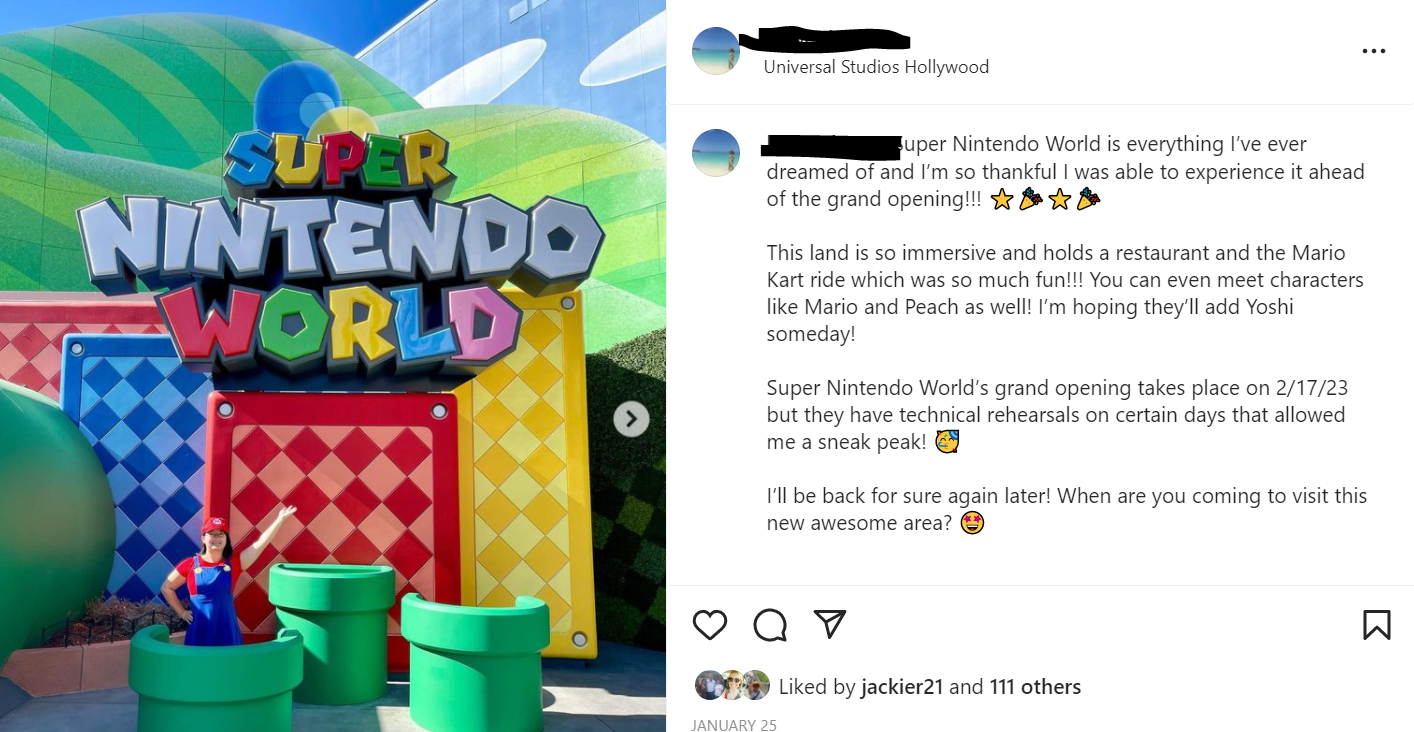 SUPER
NINTENDO
WORLD
Universal Studios Hollywood
uper Nintendo World is everything I've ever
dreamed of and I'm so thankful I was able to experience it ahead
of the grand opening!!! ⭐🎉⭐🎉
This land is so immersive and holds a restaurant and the Mario
Kart ride which was so much fun!!! You can even meet characters
like Mario and Peach as well! I'm hoping they'll add Yoshi
someday!
Super Nintendo World's grand opening takes place on 2/17/23
but they have technical rehearsals on certain days that allowed
me a sneak peak! 🥳
I'll be back for sure again later! When are you coming to visit this
new awesome area? 🤩
Liked by jackier21 and 111 others
JANUARY 25